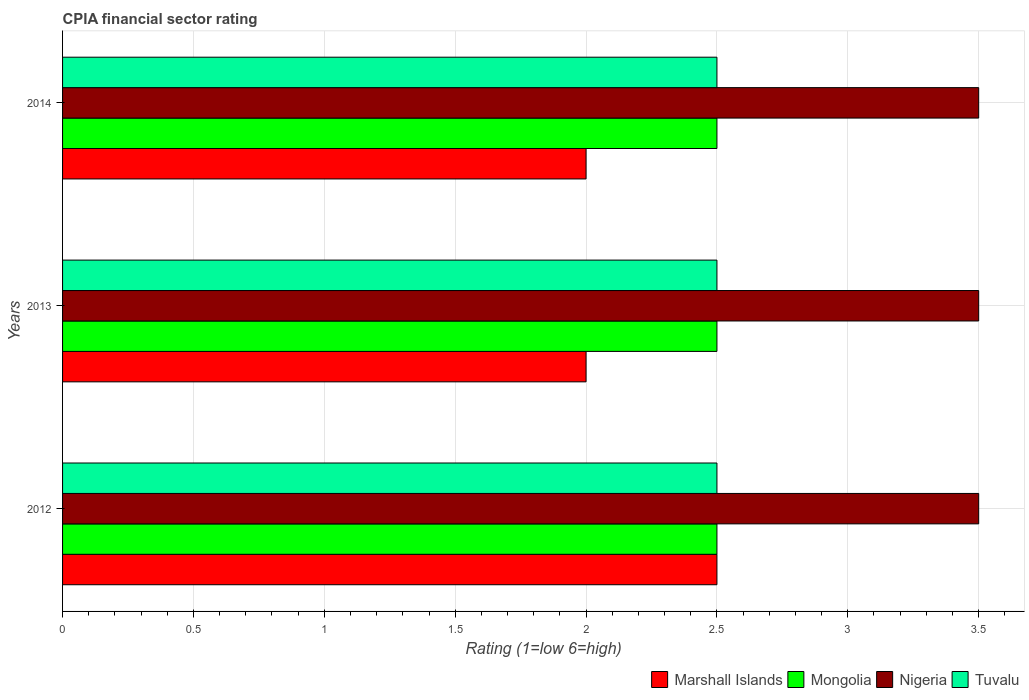 CPIA financial sector rating
2014
2013
2012
Years
0
0.5
1
1.5
2
2.5
3
3.5
Rating (1=low 6=high)
Marshall Islands
Mongolia
Nigeria
Tuvalu